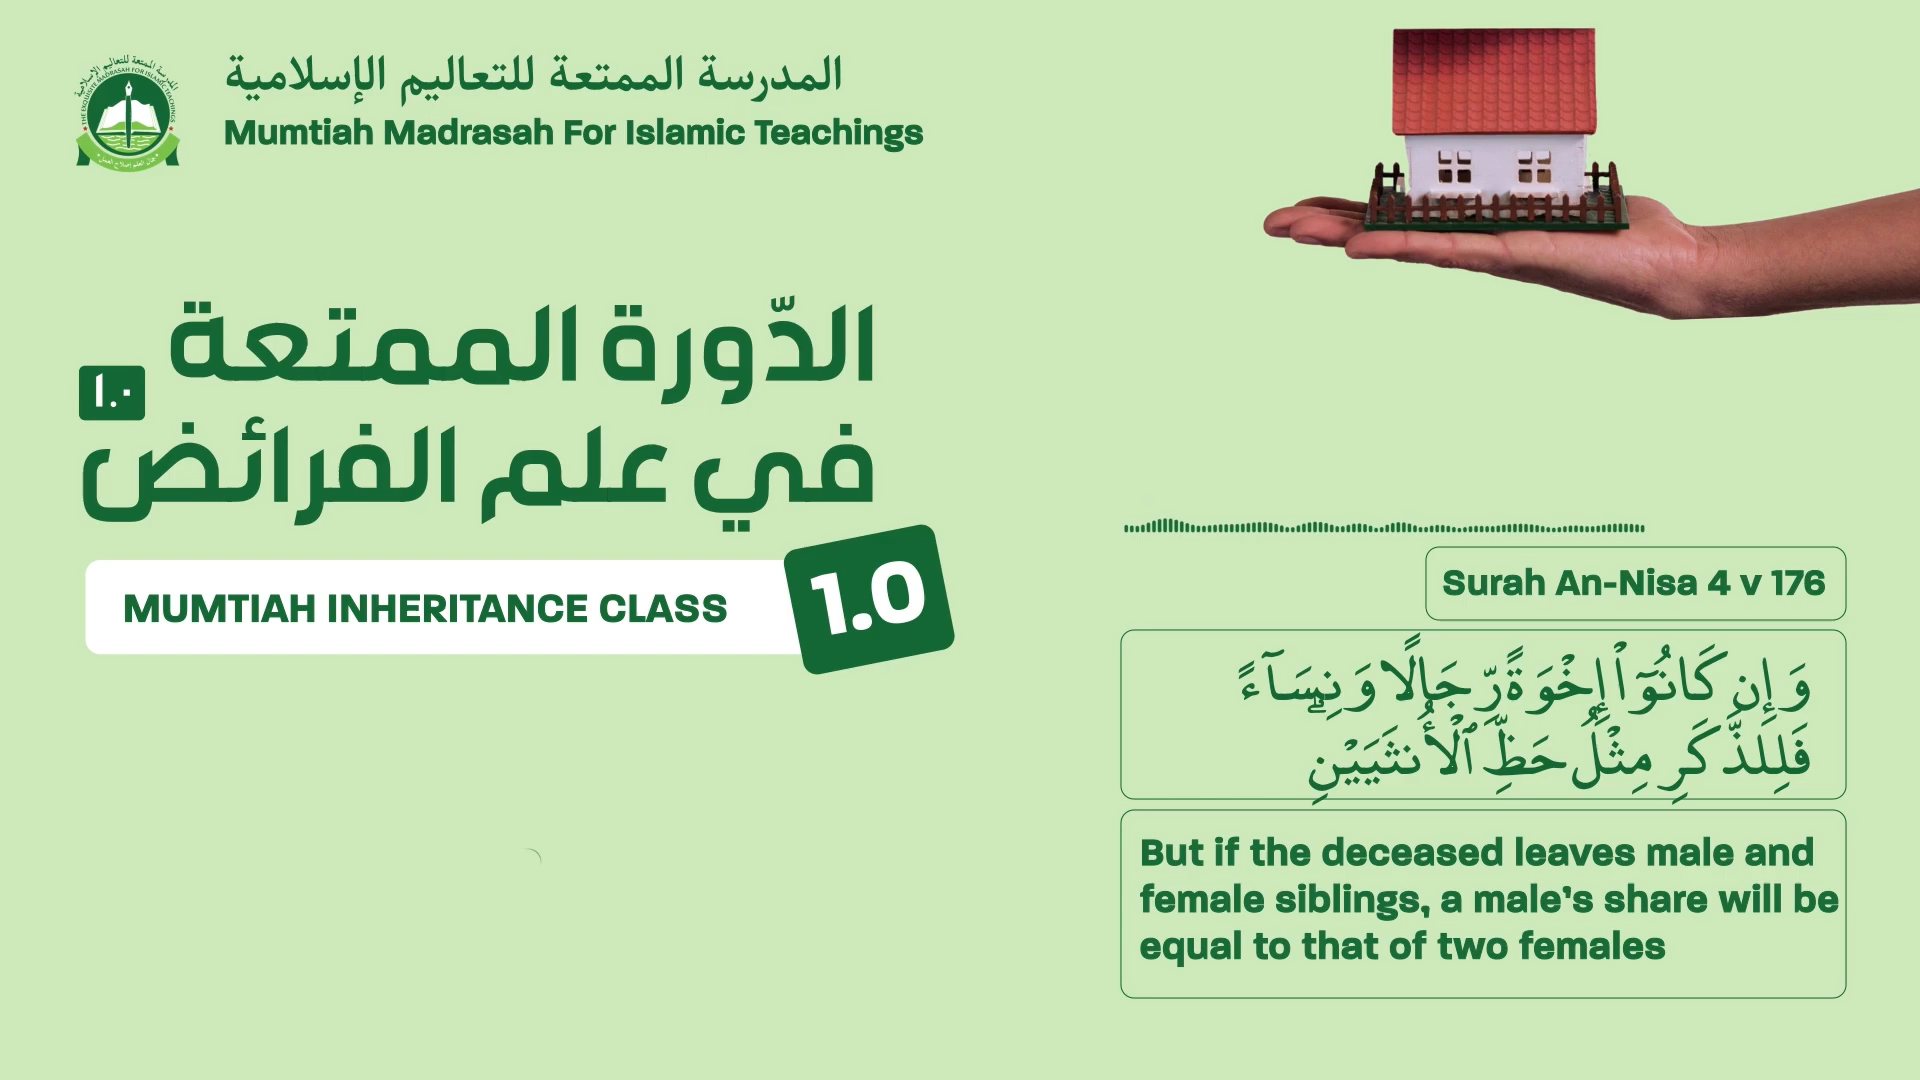 المدرسة الممتعة للتعاليم الإسلامية
Mumtiah Madrasah For Islamic Teachings
الدّورة الممتعة
في علم الفرائض
١.٠
MUMTIAH INHERITANCE CLASS
1.0
Surah An-Nisa 4 v 176
وَإِن كَانُوٓا۟ إِخْوَةً رِّجَالًا وَنِسَآءً
فَلِلذَّكَرِ مِثْلُ حَظِّ ٱلْأُنثَيَيْنِ ۗ
But if the deceased leaves male and
female siblings, a male's share will be
equal to that of two females